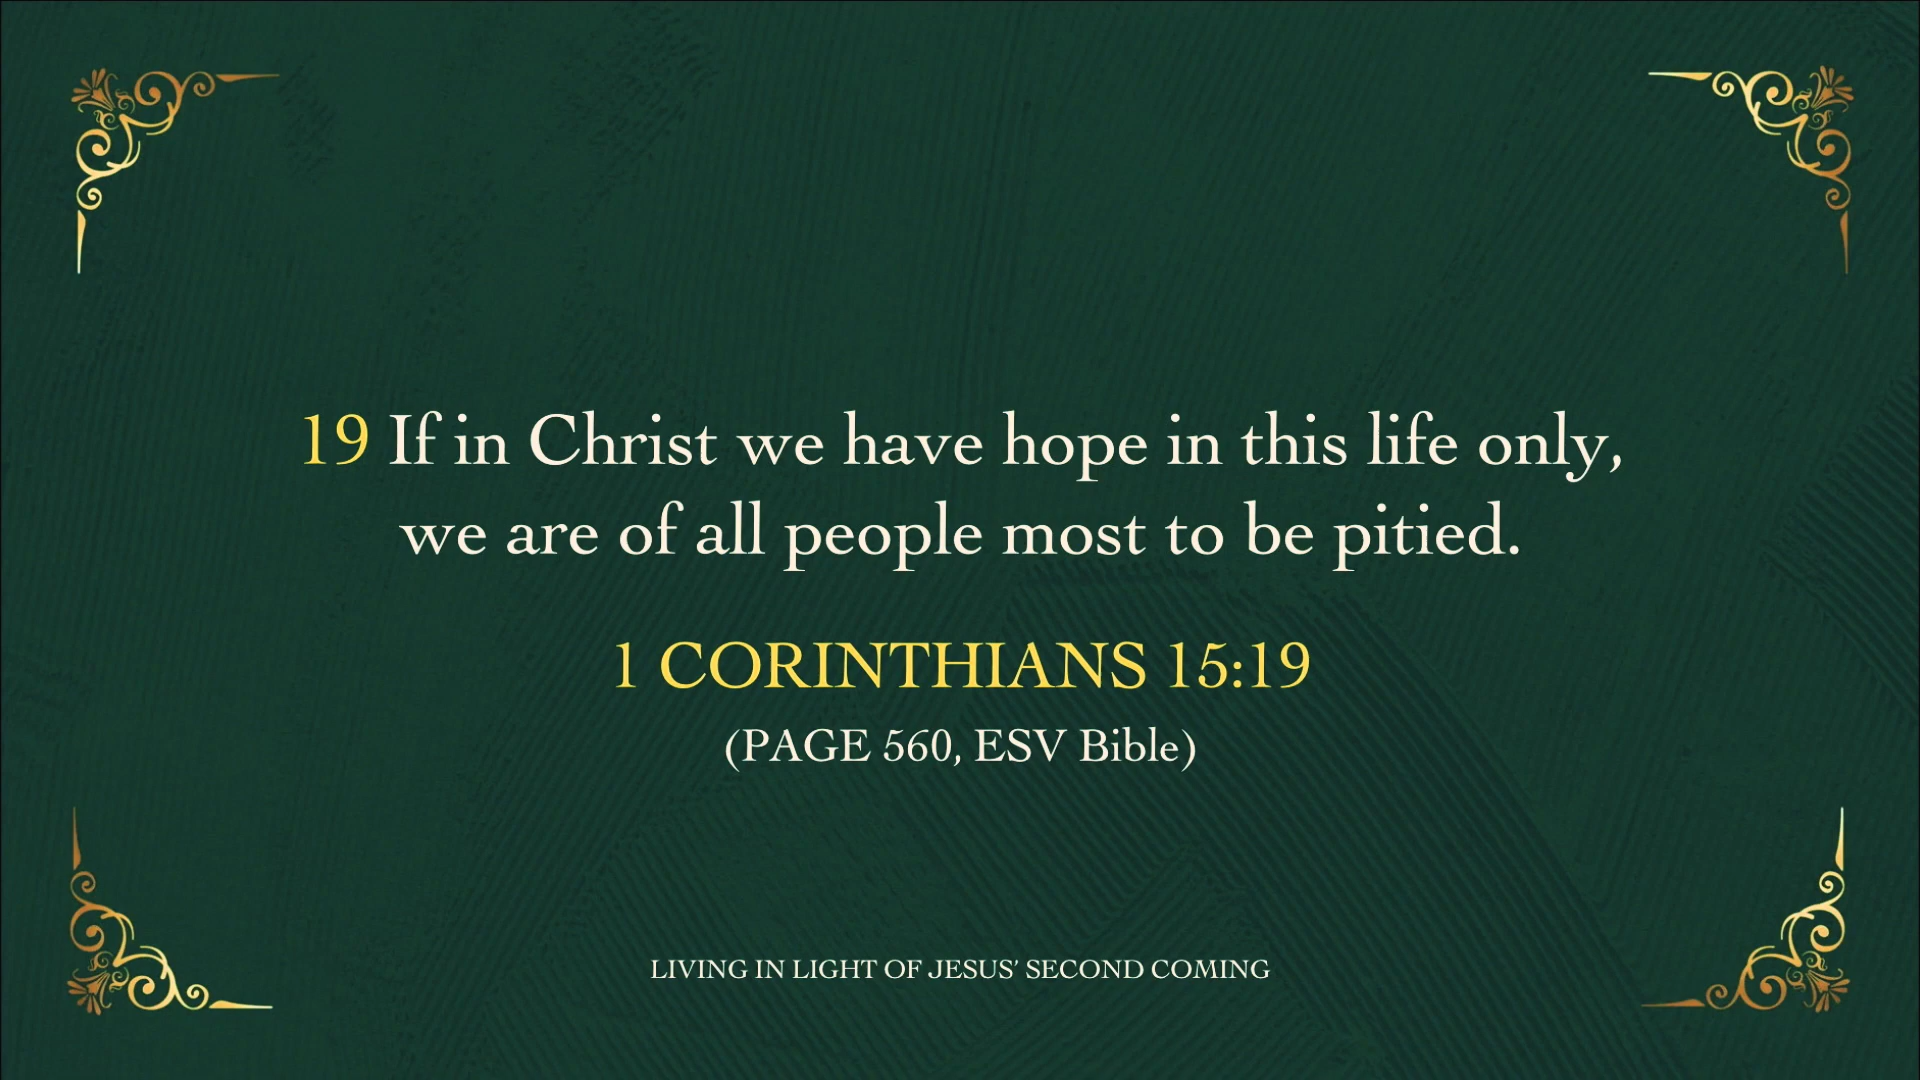 19 If in Christ we have hope in this life only,
we are of all people most to be pitied.
1 CORINTHIANS 15:19
(PAGE 560, ESV Bible)
LIVING IN LIGHT OF JESUS’ SECOND COMING